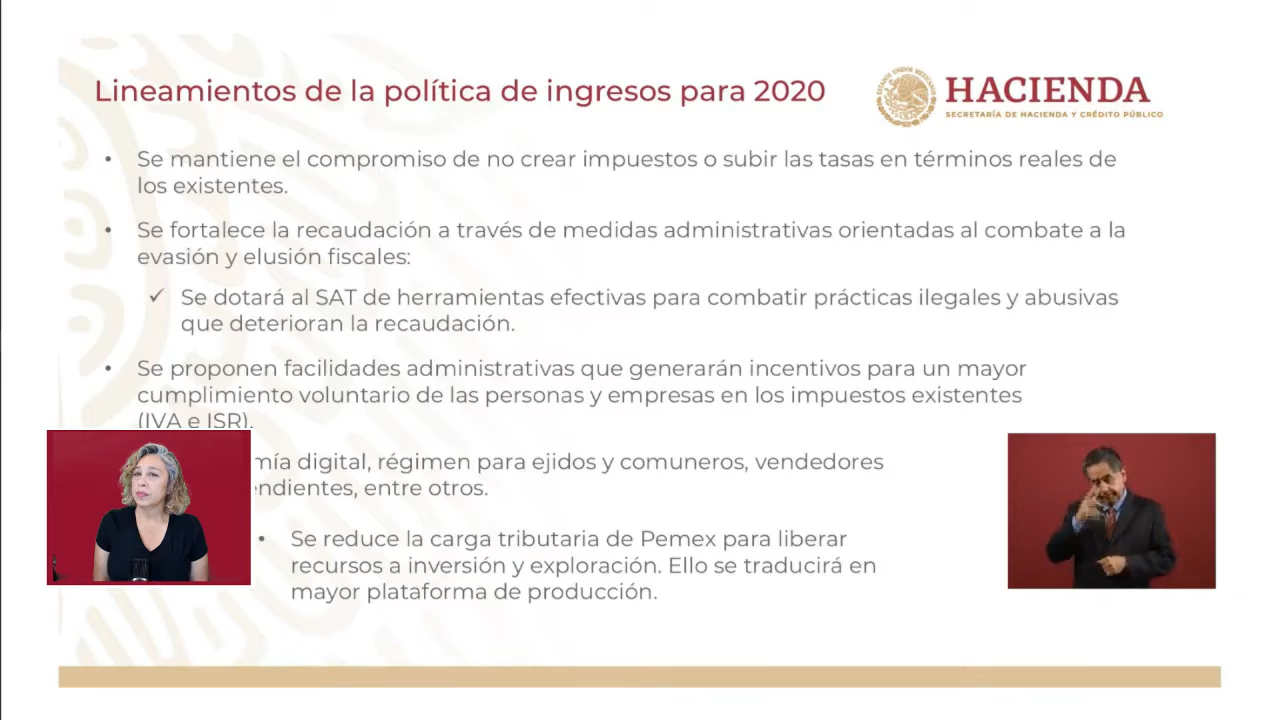 Lineamientos de la política de ingresos para 2020
HACIENDA
SECRETARÍA DE HACIENDA Y CRÉDITO PÚBLICO
• Se mantiene el compromiso de no crear impuestos o subir las tasas en términos reales de
los existentes.
• Se fortalece la recaudación a través de medidas administrativas orientadas al combate a la
evasión y elusión fiscales:
✓ Se dotará al SAT de herramientas efectivas para combatir prácticas ilegales y abusivas
que deterioran la recaudación.
• Se proponen facilidades administrativas que generarán incentivos para un mayor
cumplimiento voluntario de las personas y empresas en los impuestos existentes
(IVA e ISR).
mía digital, régimen para ejidos y comuneros, vendedores
endientes, entre otros.
• Se reduce la carga tributaria de Pemex para liberar
recursos a inversión y exploración. Ello se traducirá en
mayor plataforma de producción.